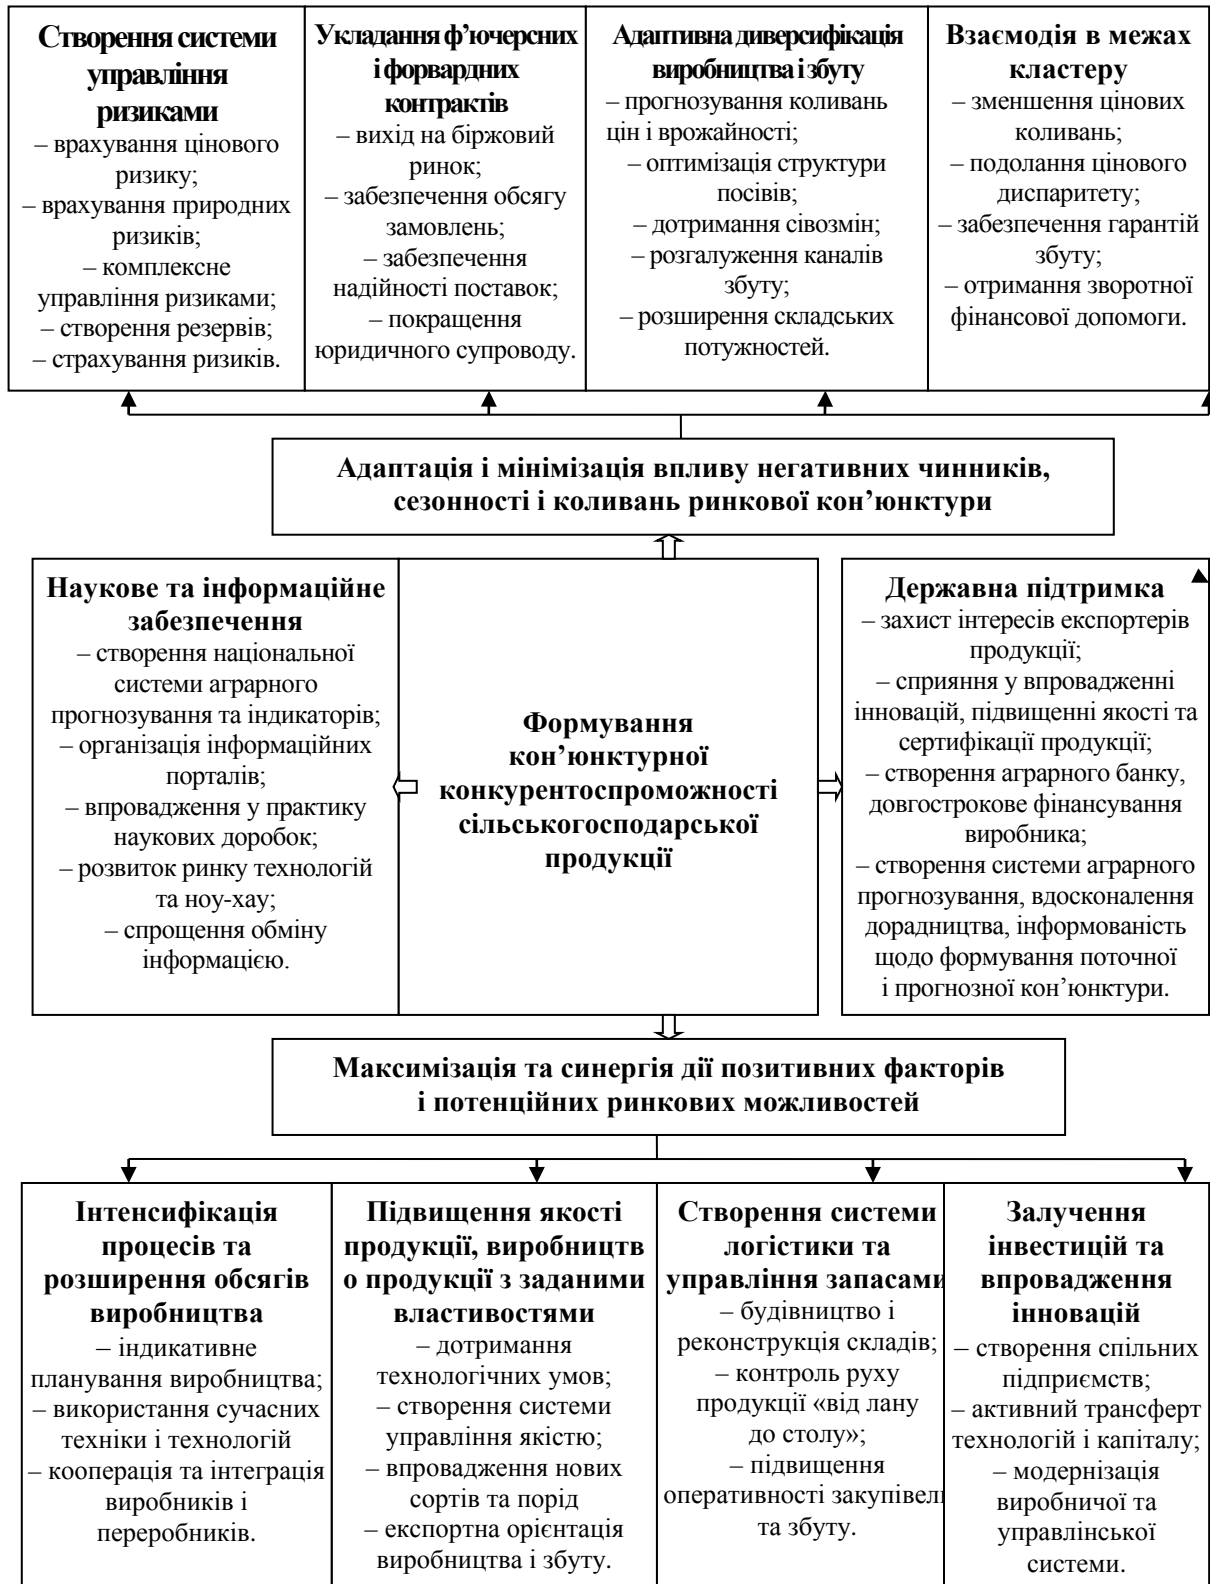 Створення системи
управління
ризиками
– врахування цінового
ризику;
– врахування природних
ризиків;
– комплексне
управління ризиками;
– створення резервів;
– страхування ризиків.
Укладання ф’ючерсних
і форвардних
контрактів
– вихід на біржовий
ринок;
– забезпечення обсягу
замовлень;
– забезпечення
надійності поставок;
– покращення
юридичного супроводу.
Адаптивна диверсифікація
виробництва і збуту
– прогнозування коливань
цін і врожайності;
– оптимізація структури
посівів;
– дотримання сівозмін;
– розгалуження каналів
збуту;
– розширення складських
потужностей.
Взаємодія в межах
кластеру
– зменшення цінових
коливань;
– подолання цінового
диспаритету;
– забезпечення гарантій
збуту;
– отримання зворотної
фінансової допомоги.
Адаптація і мінімізація впливу негативних чинників,
сезонності і коливань ринкової кон’юнктури
Наукове та інформаційне
забезпечення
– створення національної
системи аграрного
прогнозування та індикаторів;
– організація інформаційних
порталів;
– впровадження у практику
наукових доробок;
– розвиток ринку технологій
та ноу-хау;
– спрощення обміну
інформацією.
Формування
кон’юнктурної
конкурентоспроможності
сільськогосподарської
продукції
Державна підтримка
– захист інтересів експортерів
продукції;
– сприяння у впровадженні
інновацій, підвищенні якості та
сертифікації продукції;
– створення аграрного банку,
довгострокове фінансування
виробника;
– створення системи аграрного
прогнозування, вдосконалення
дорадництва, інформованість
щодо формування поточної
і прогнозної кон’юнктури.
Максимізація та синергія дії позитивних факторів
і потенційних ринкових можливостей
Інтенсифікація
процесів та
розширення обсягів
виробництва
– індикативне
планування виробництва;
– використання сучасних
техніки і технологій
– кооперація та інтеграція
виробників і
переробників.
Підвищення якості
продукції, виробництв
о продукції з заданими
властивостями
– дотримання
технологічних умов;
– створення системи
управління якістю;
– впровадження нових
сортів та порід
– експортна орієнтація
виробництва і збуту.
Створення системи
логістики та
управління запасами
– будівництво і
реконструкція складів;
– контроль руху
продукції «від лану
до столу»;
– підвищення
оперативності закупівел
та збуту.
Залучення
інвестицій та
впровадження
інновацій
– створення спільних
підприємств;
– активний трансферт
технологій і капіталу;
– модернізація
виробничої та
управлінської
системи.